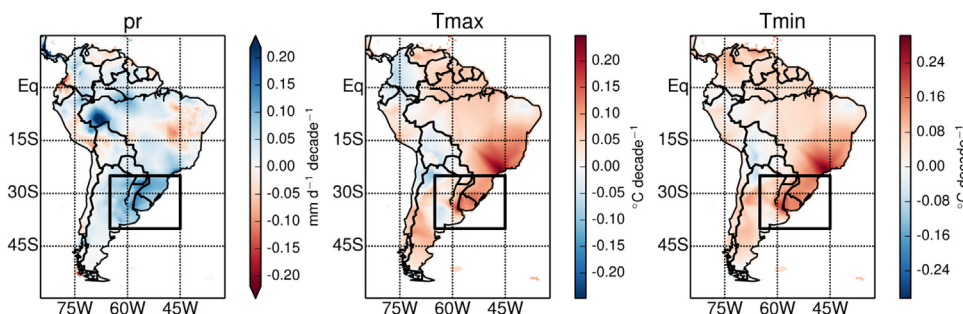 pr
Eq
15S
30S
45S
75W 60W 45W
0.20
0.15
0.10
0.05
0.00
−0.05
−0.10
−0.15
−0.20
mm d⁻¹ decade⁻¹
Tmax
Eq
15S
30S
45S
75W 60W 45W
0.20
0.15
0.10
0.05
0.00
−0.05
−0.10
−0.15
−0.20
°C decade⁻¹
Tmin
Eq
15S
30S
45S
75W 60W 45W
0.24
0.16
0.08
0.00
−0.08
−0.16
−0.24
°C decade⁻¹